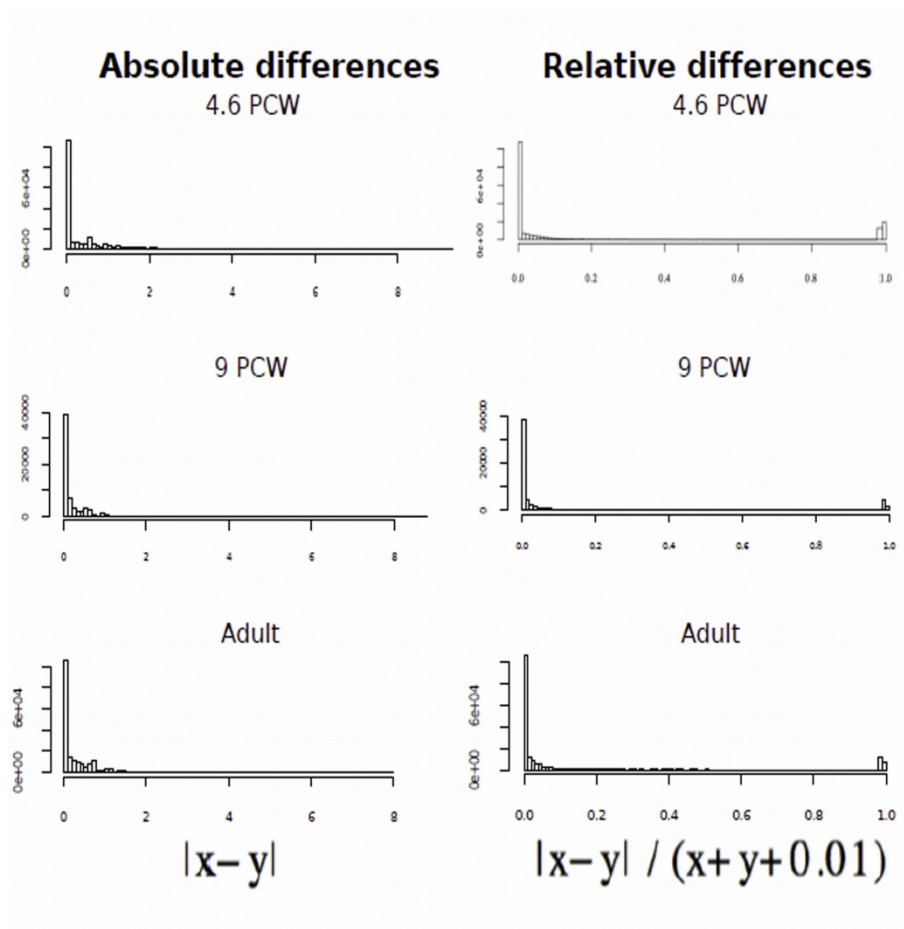 Absolute differences
4.6 PCW
6e+04
0e+00
0 2 4 6 8
Relative differences
4.6 PCW
6e+04
0e+00
0.0 0.2 0.4 0.6 0.8 1.0
9 PCW
40000
20000
0
0 2 4 6 8
9 PCW
40000
20000
0
0.0 0.2 0.4 0.6 0.8 1.0
Adult
6e+04
0e+00
0 2 4 6 8
|x-y|
Adult
6e+04
0e+00
0.0 0.2 0.4 0.6 0.8 1.0
|x-y| / (x+y+0.01)